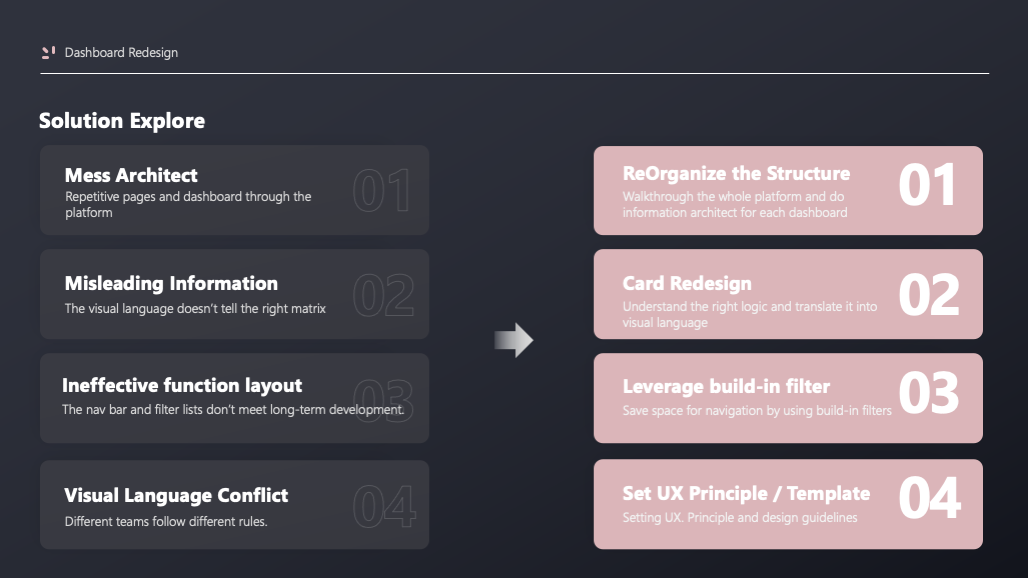 Dashboard Redesign
Solution Explore
Mess Architect
Repetitive pages and dashboard through the
platform
01
Misleading Information
The visual language doesn’t tell the right matrix
02
Ineffective function layout
The nav bar and filter lists don’t meet long-term development.
03
Visual Language Conflict
Different teams follow different rules.
04
ReOrganize the Structure
Walkthrough the whole platform and do
information architect for each dashboard
01
Card Redesign
Understand the right logic and translate it into
visual language
02
Leverage build-in filter
Save space for navigation by using build-in filters
03
Set UX Principle / Template
Setting UX. Principle and design guidelines
04